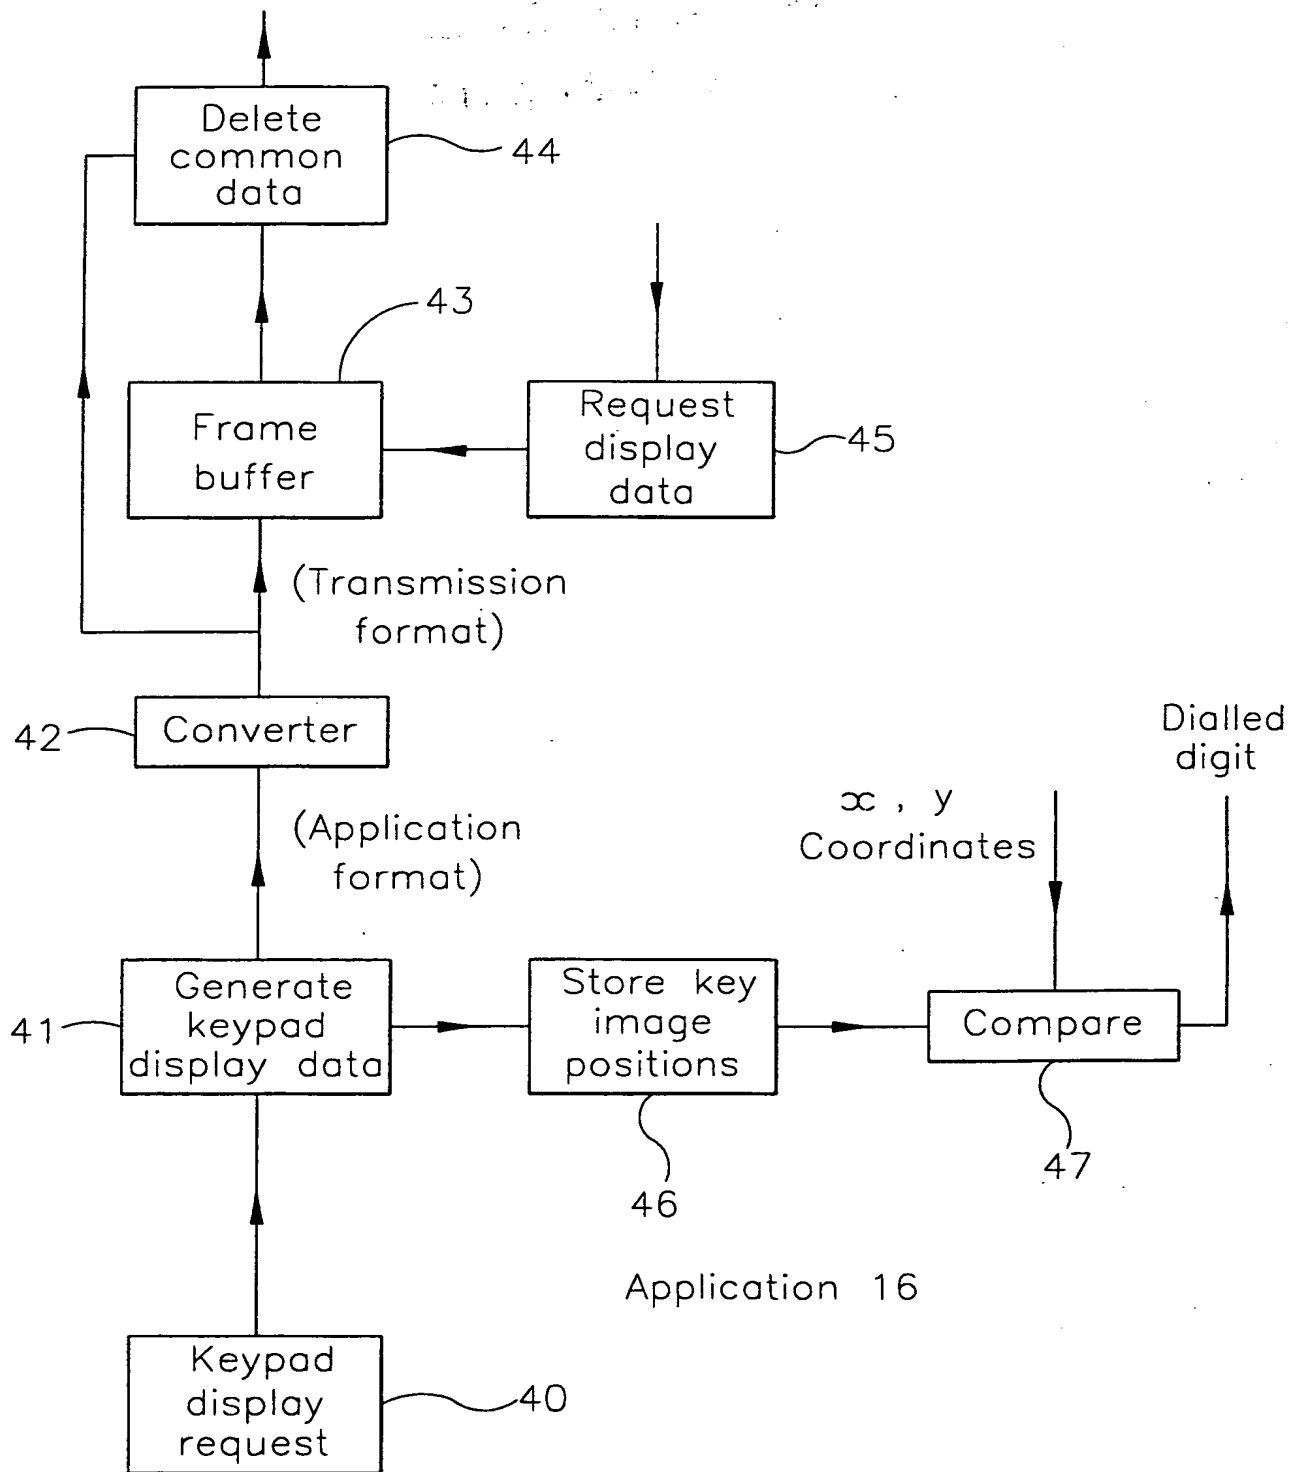 Delete
common
data
44
43
Frame
buffer
Request
display
data
45
(Transmission
format)
42
Converter
Dialled
digit
x , y
Coordinates
(Application
format)
41
Generate
keypad
display data
Store key
image
positions
Compare
46
47
Application 16
Keypad
display
request
40